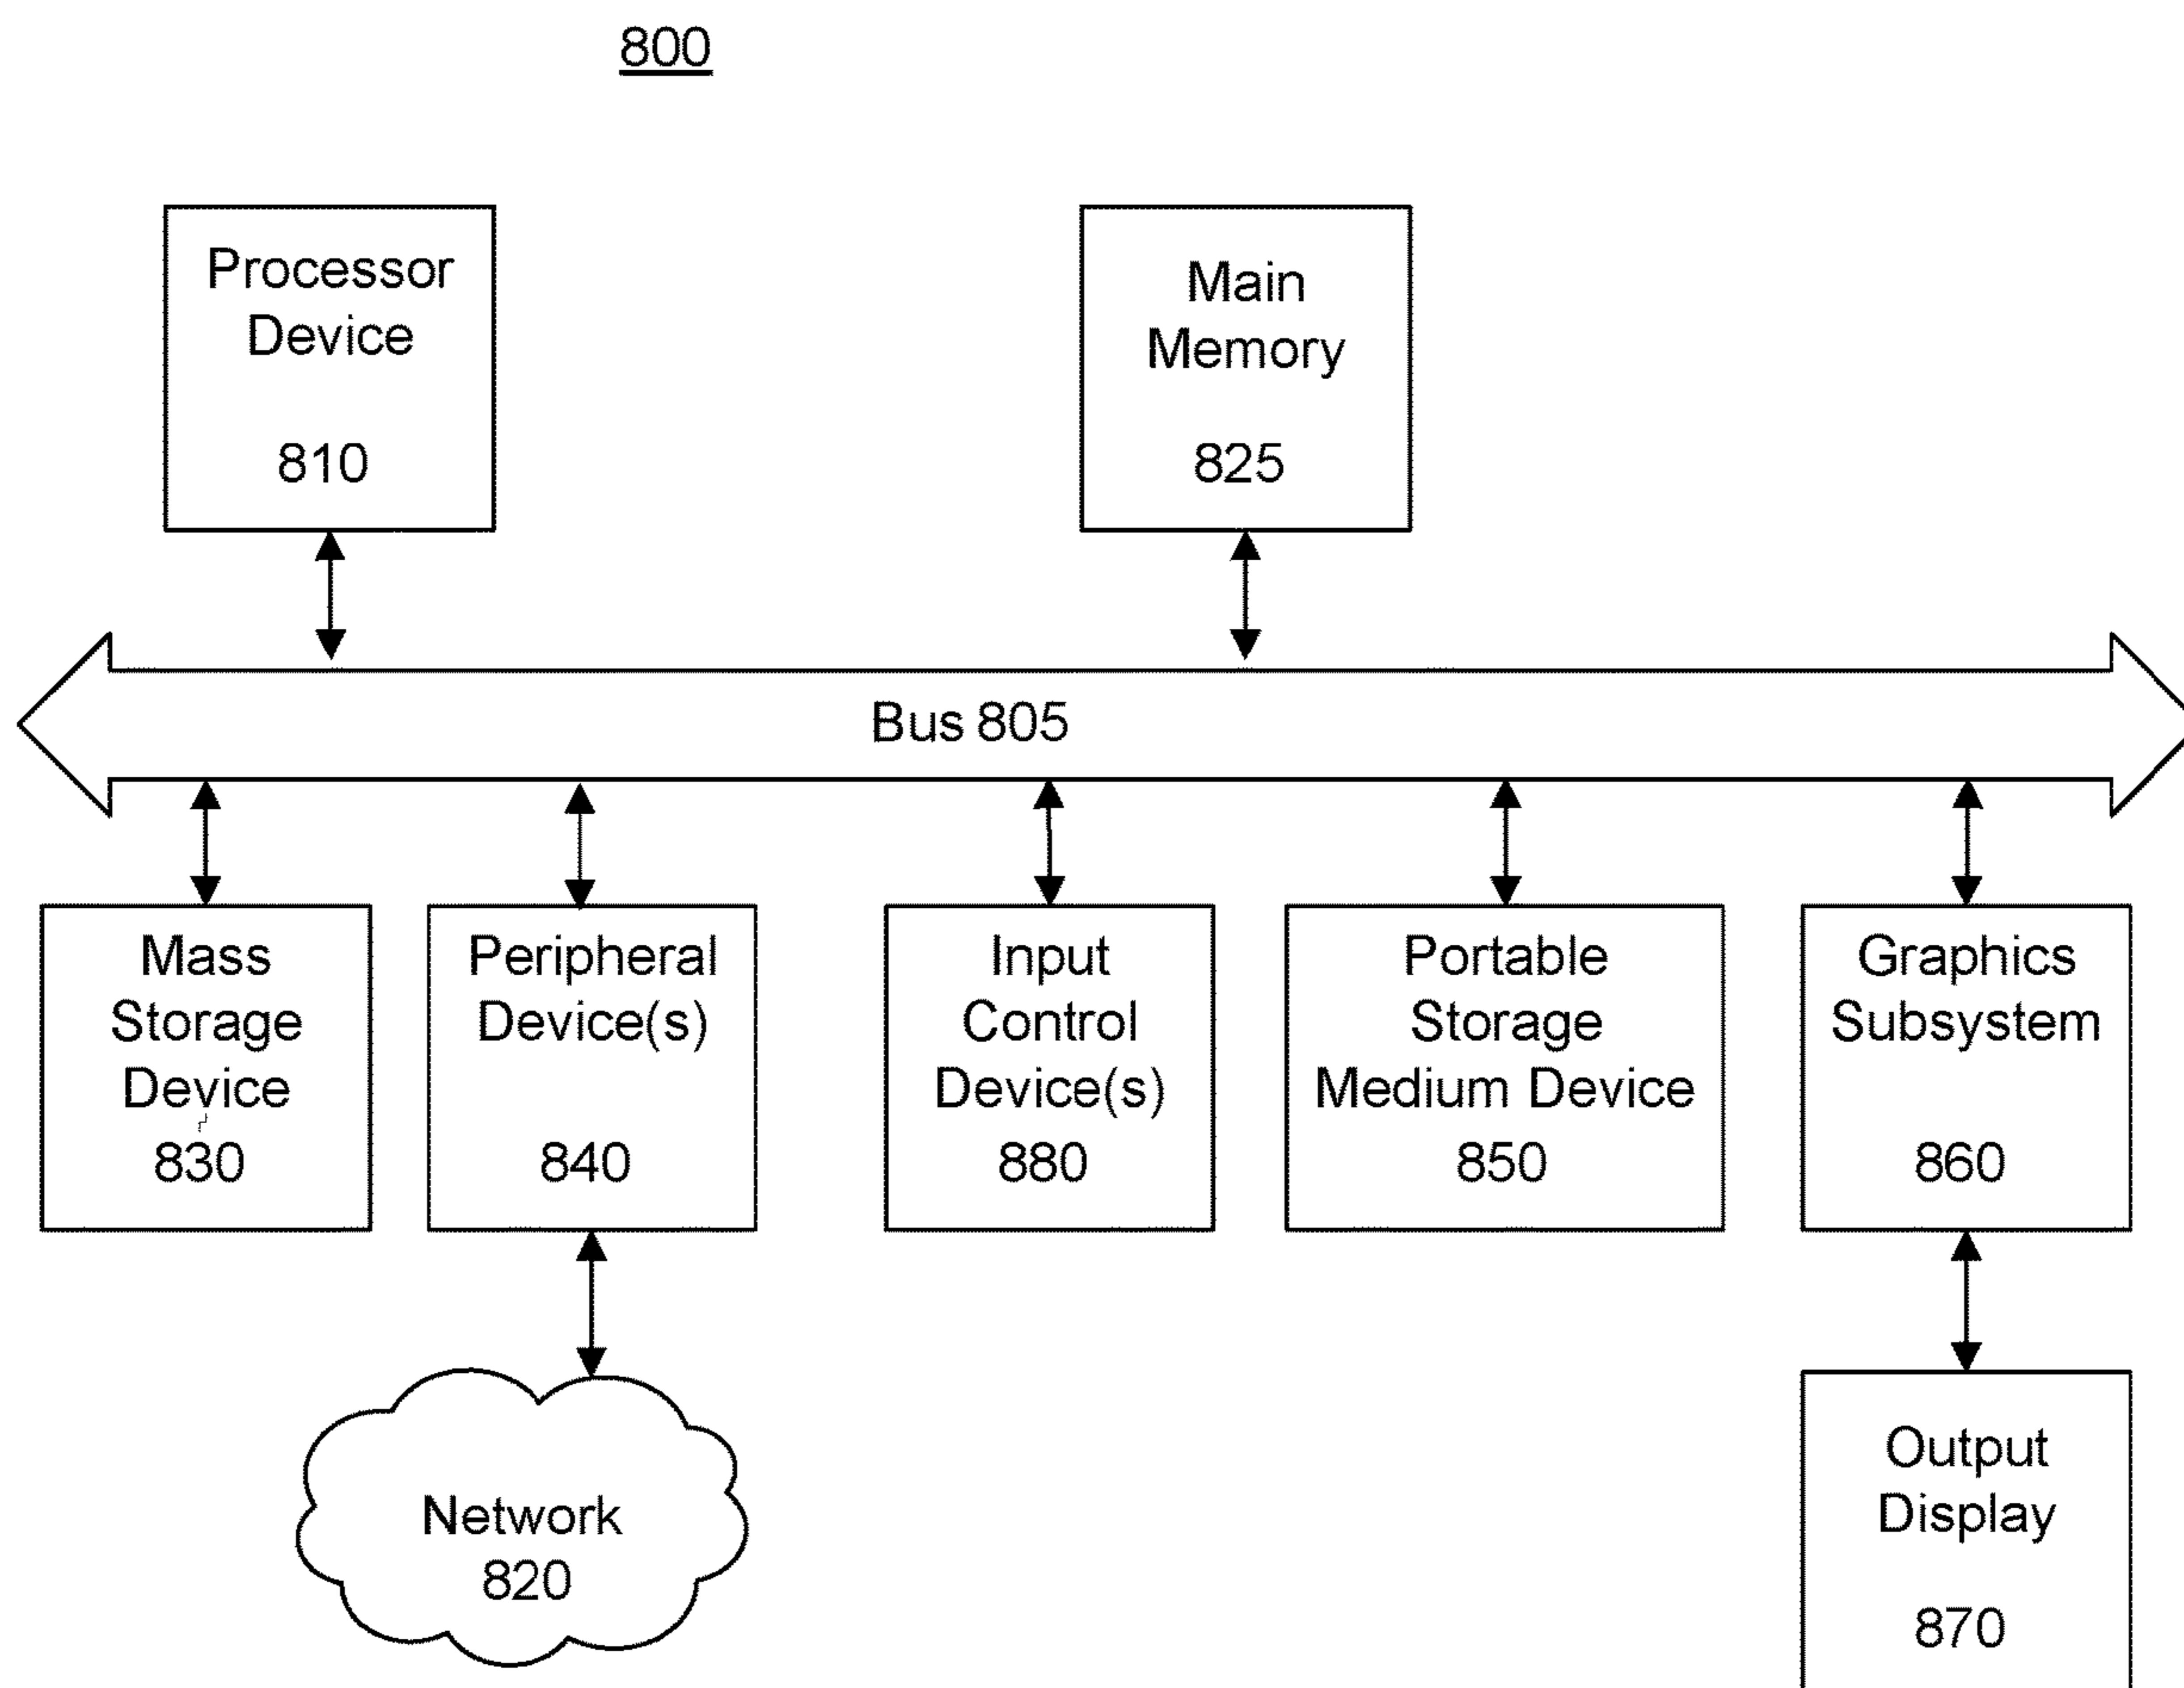 800
Processor
Device
810
Main
Memory
825
Bus 805
Mass
Storage
Device
830
Peripheral
Device(s)
840
Input
Control
Device(s)
880
Portable
Storage
Medium Device
850
Graphics
Subsystem
860
Network
820
Output
Display
870